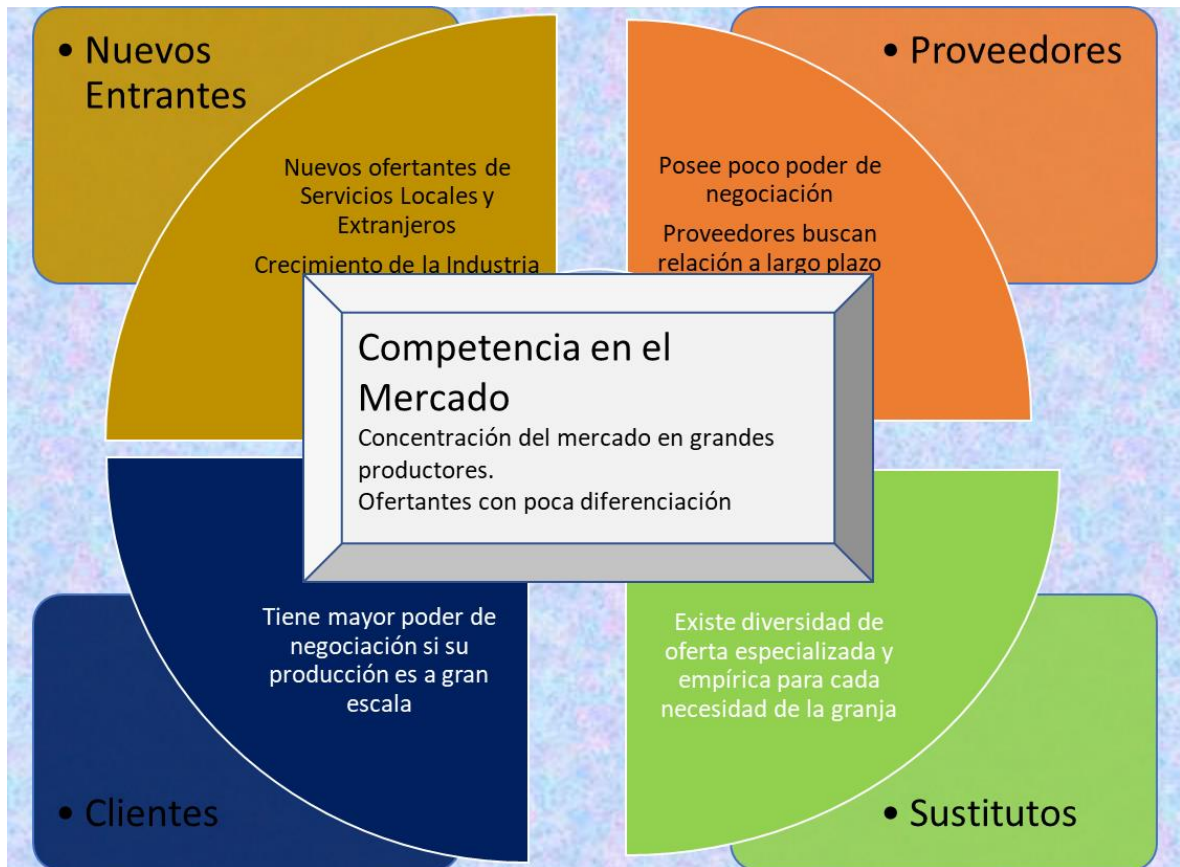 • Nuevos
Entrantes
Nuevos ofertantes de
Servicios Locales y
Extranjeros
Crecimiento de la Industria
• Proveedores
Posee poco poder de
negociación
Proveedores buscan
relación a largo plazo
Competencia en el
Mercado
Concentración del mercado en grandes
productores.
Ofertantes con poca diferenciación
Tiene mayor poder de
negociación si su
producción es a gran
escala
• Clientes
Existe diversidad de
oferta especializada y
empírica para cada
necesidad de la granja
• Sustitutos